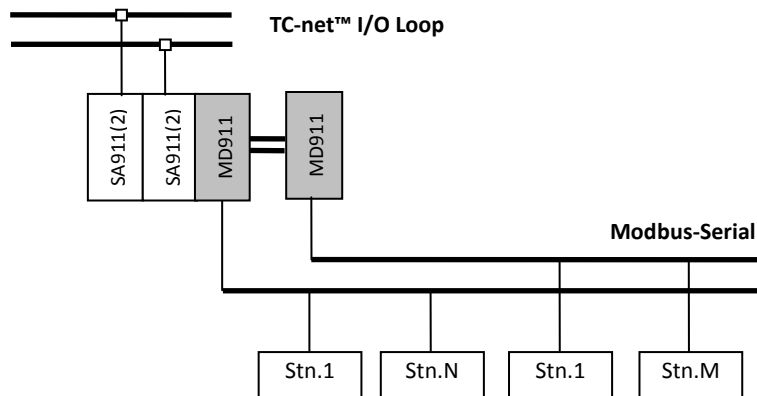 TC-net™ I/O Loop
SA911(2)
SA911(2)
MD911
MD911
Modbus-Serial
Stn.1
Stn.N
Stn.1
Stn.M